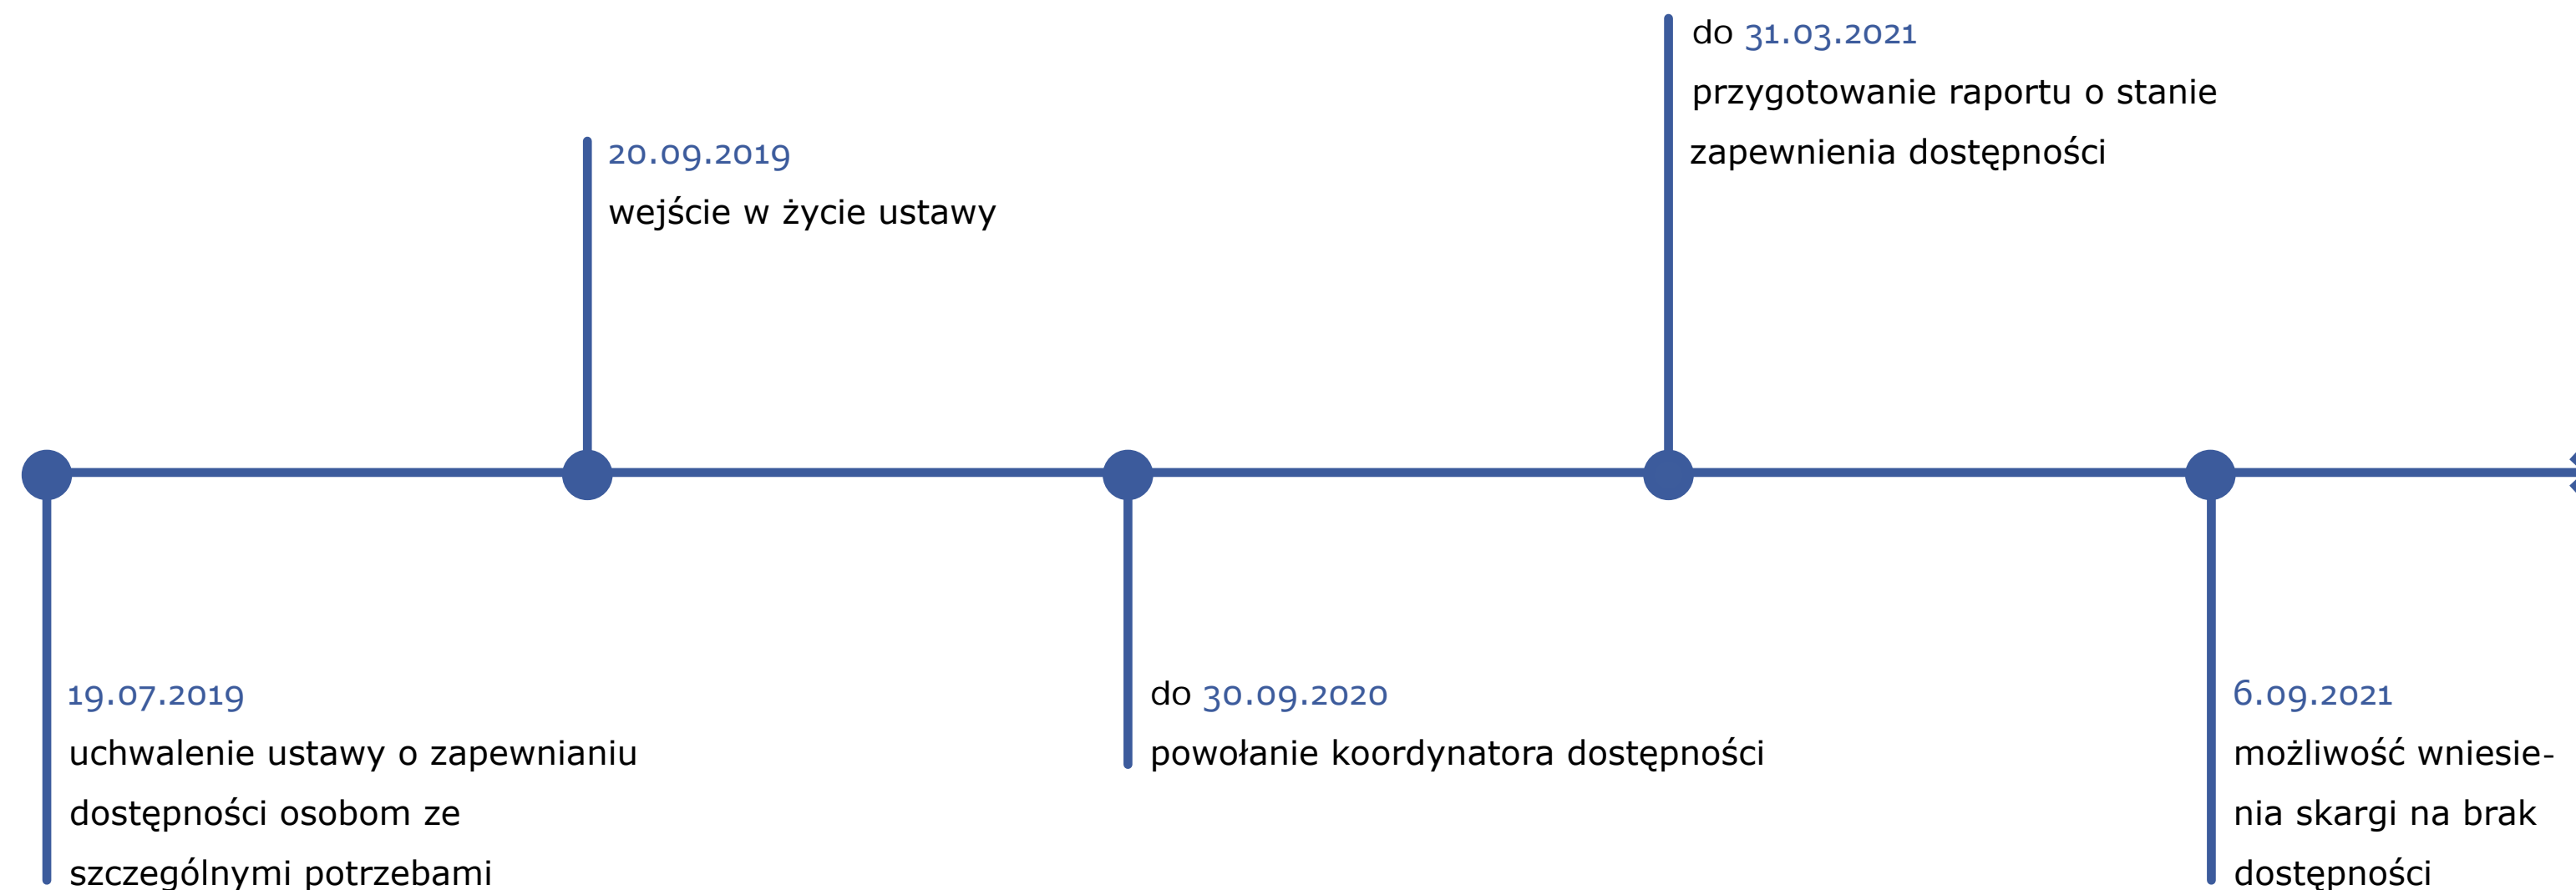 19.07.2019
uchwalenie ustawy o zapewnianiu
dostępności osobom ze
szczególnymi potrzebami
20.09.2019
wejście w życie ustawy
do 30.09.2020
powołanie koordynatora dostępności
do 31.03.2021
przygotowanie raportu o stanie
zapewnienia dostępności
6.09.2021
możliwość wniesie-
nia skargi na brak
dostępności